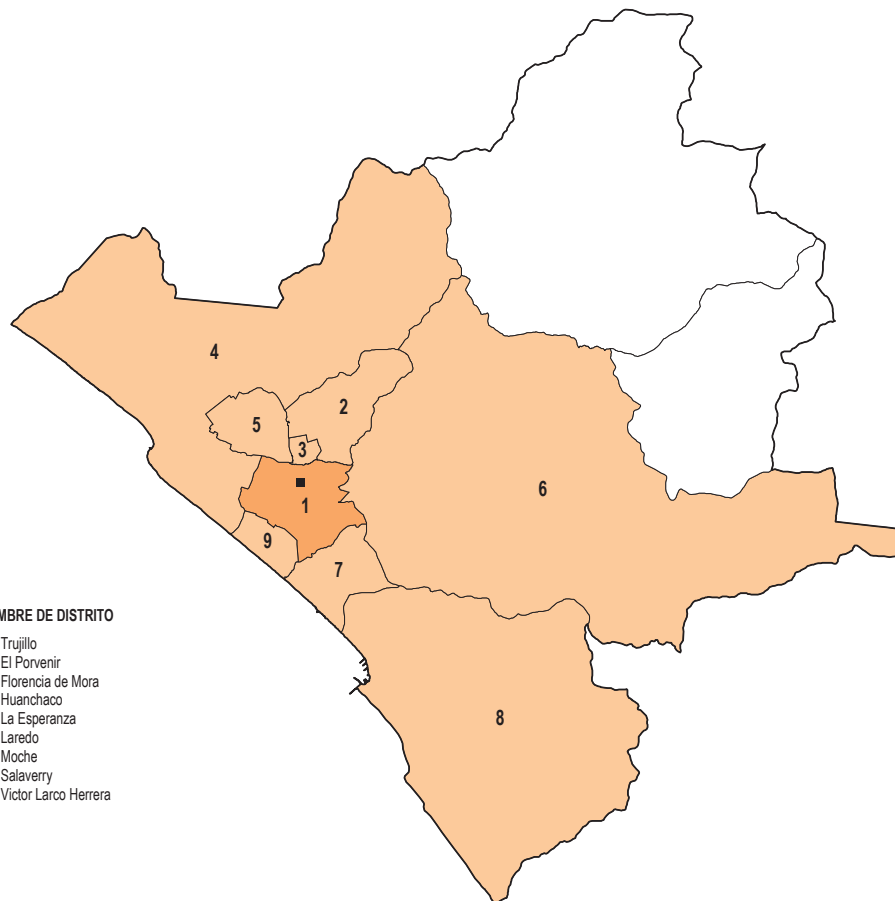 4
2
5
3
6
1
9
7
MBRE DE DISTRITO
Trujillo
El Porvenir
Florencia de Mora
Huanchaco
La Esperanza
Laredo
Moche
8
Salaverry
Victor Larco Herrera